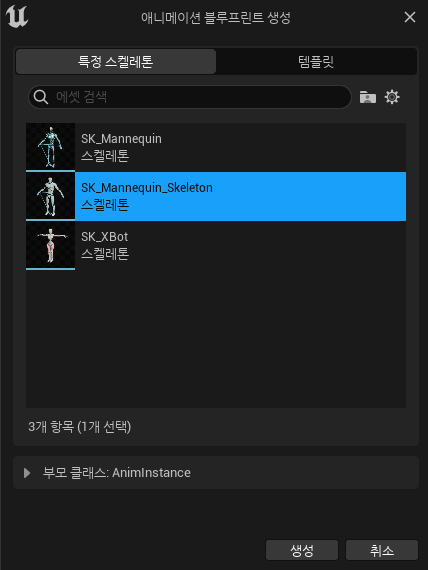 애니메이션 블루프린트 생성
특정 스켈레톤
템플릿
에셋 검색
SK_Mannequin
스켈레톤
SK_Mannequin_Skeleton
스켈레톤
SK_XBot
스켈레톤
3개 항목 (1개 선택)
부모 클래스: AnimInstance
생성
취소